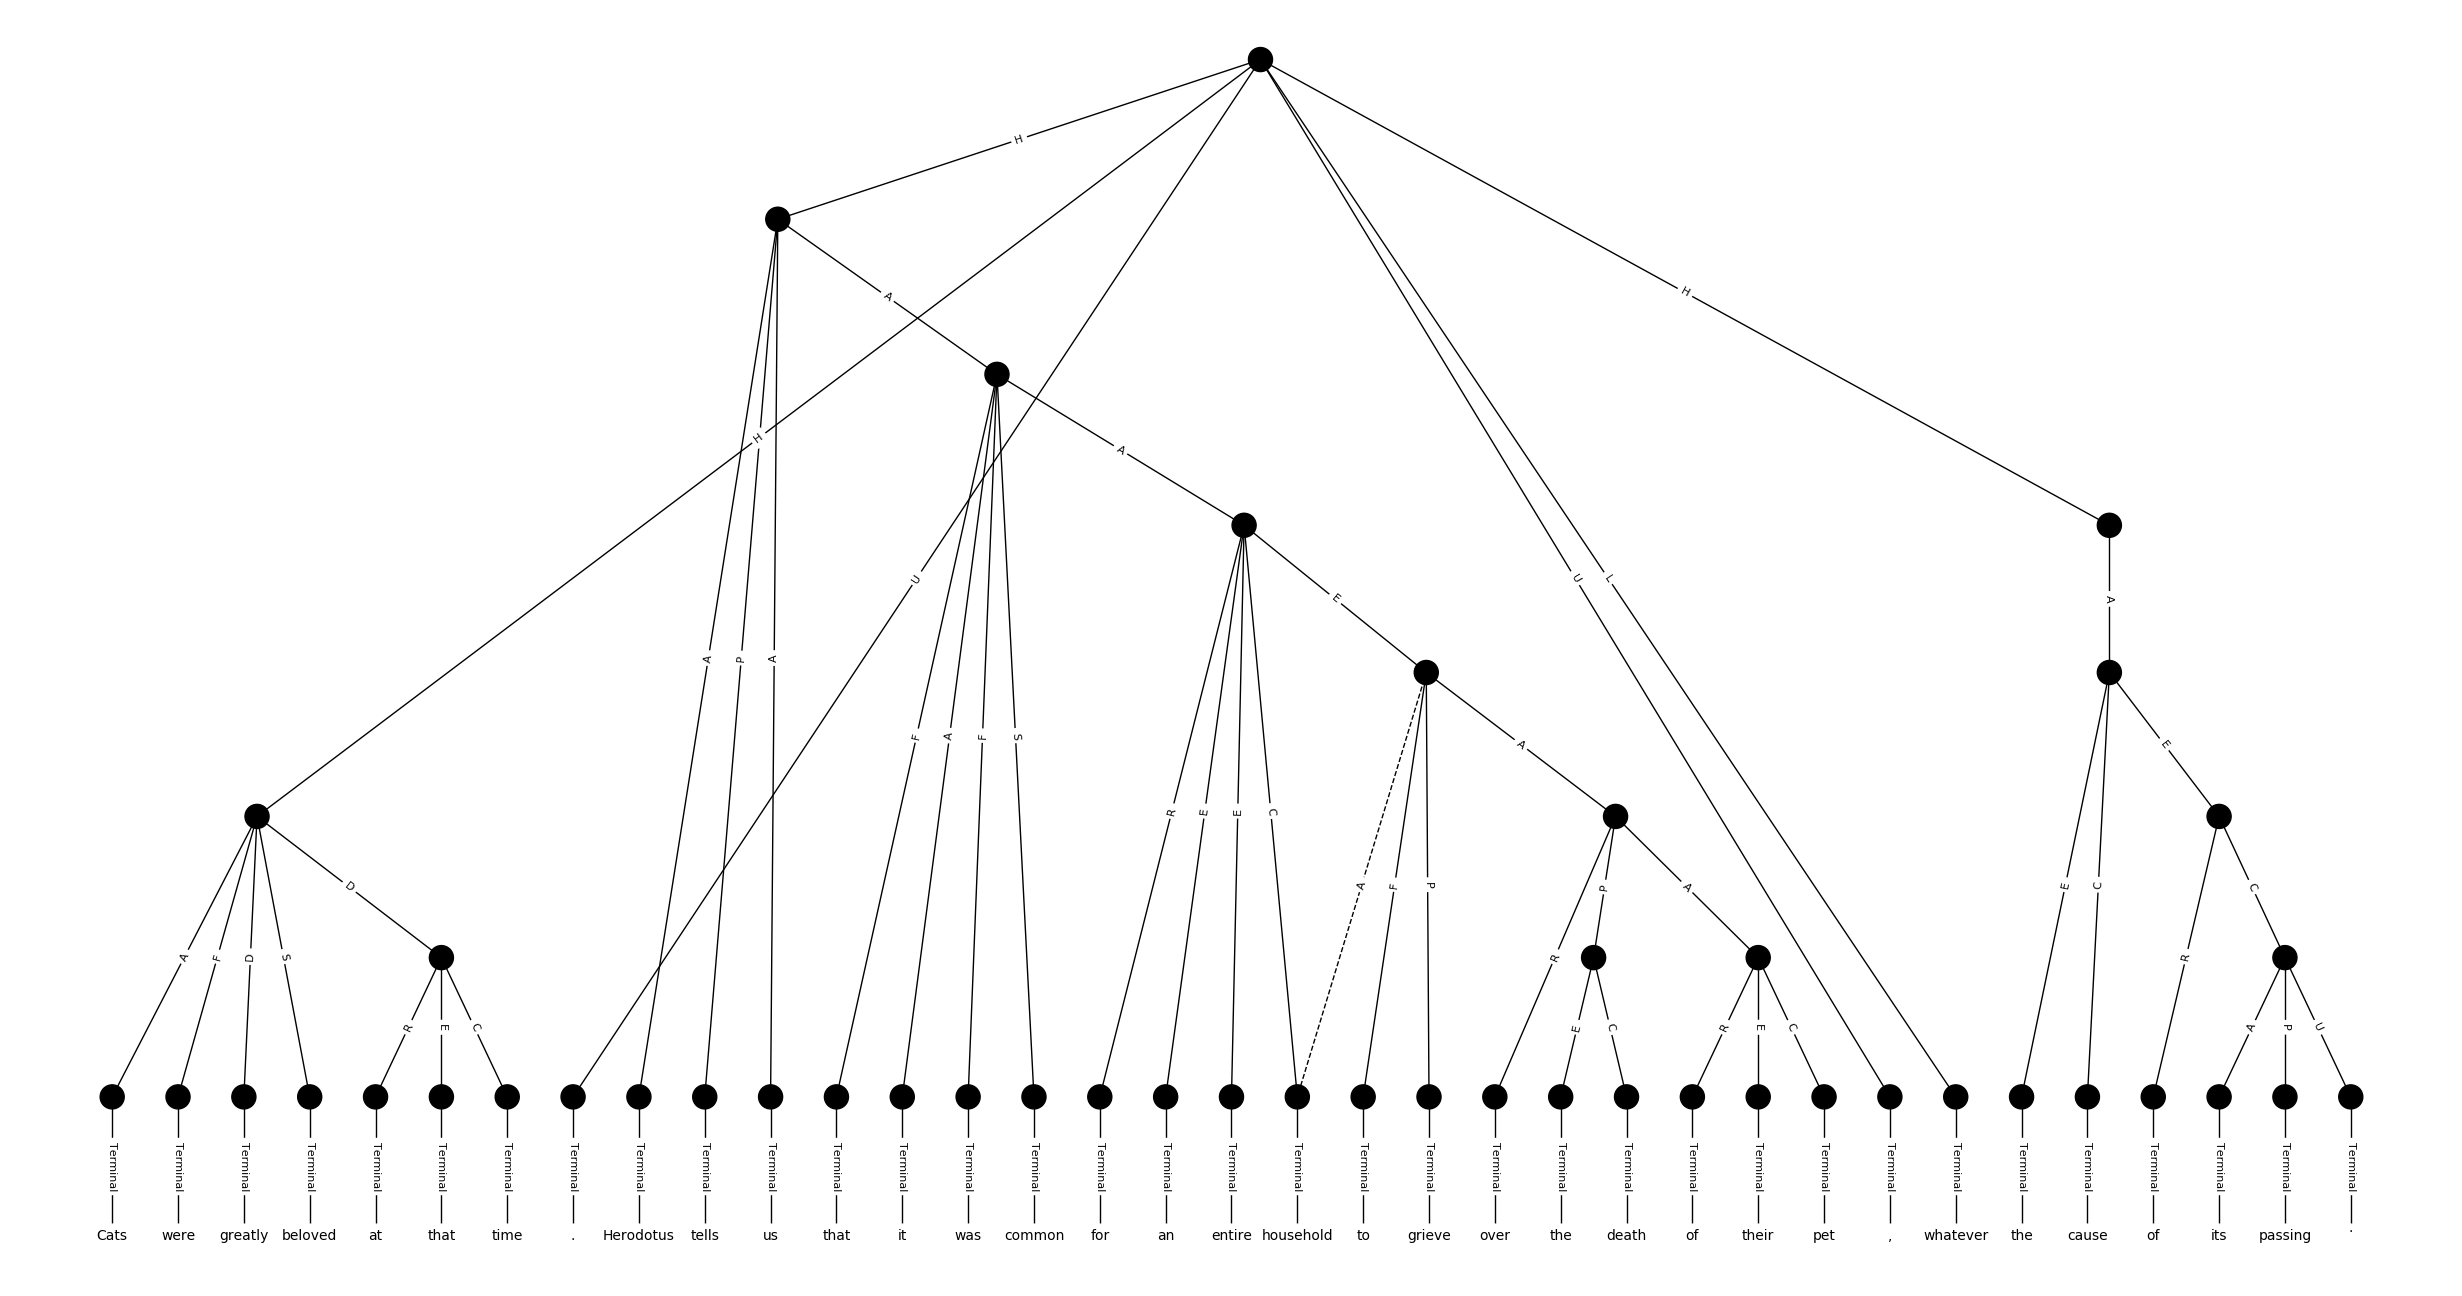 H
A
H
H
A
U
U
L
E
A
A P A
F A F S
A
E
R E E C
D
A F P
P
A
E C
C
A F D S
R
R
R E C
E C
R E C
A P U
Terminal Terminal Terminal Terminal Terminal Terminal Terminal Terminal Terminal Terminal Terminal Terminal Terminal Terminal Terminal Terminal Terminal Terminal Terminal Terminal Terminal Terminal Terminal Terminal Terminal Terminal Terminal Terminal Terminal Terminal Terminal Terminal Terminal Terminal Terminal
Cats were greatly beloved at that time . Herodotus tells us that it was common for an entire household to grieve over the death of their pet , whatever the cause of its passing .